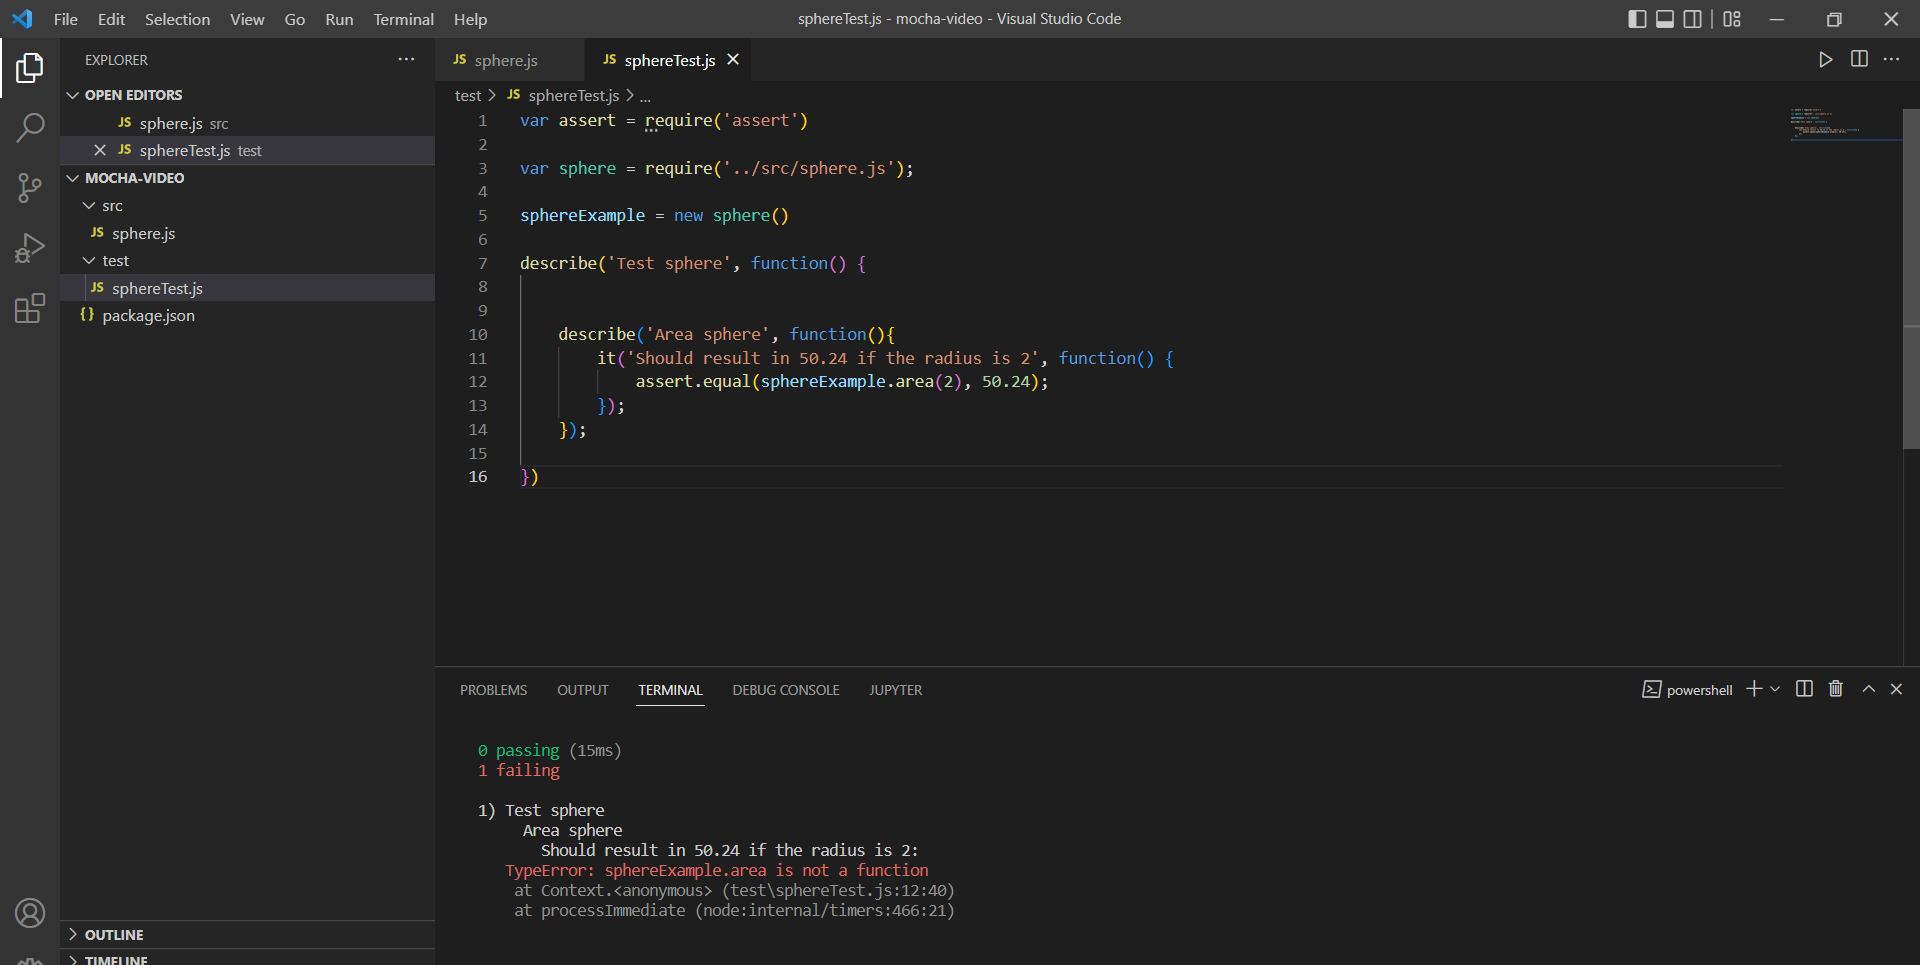 File Edit Selection View Go Run Terminal Help
sphereTest.js - mocha-video - Visual Studio Code
EXPLORER
OPEN EDITORS
JS sphere.js src
JS sphereTest.js test
MOCHA-VIDEO
src
JS sphere.js
test
JS sphereTest.js
{} package.json
OUTLINE
TIMELINE
JS sphere.js
JS sphereTest.js
test > JS sphereTest.js > ...
1 var assert = require('assert')
2
3 var sphere = require('../src/sphere.js');
4
5 sphereExample = new sphere()
6
7 describe('Test sphere', function() {
8
9
10 describe('Area sphere', function(){
11 it('Should result in 50.24 if the radius is 2', function() {
12 assert.equal(sphereExample.area(2), 50.24);
13 });
14 });
15
16 })
PROBLEMS OUTPUT TERMINAL DEBUG CONSOLE JUPYTER
powershell
0 passing (15ms)
1 failing
1) Test sphere
Area sphere
Should result in 50.24 if the radius is 2:
TypeError: sphereExample.area is not a function
at Context.<anonymous> (test\sphereTest.js:12:40)
at processImmediate (node:internal/timers:466:21)